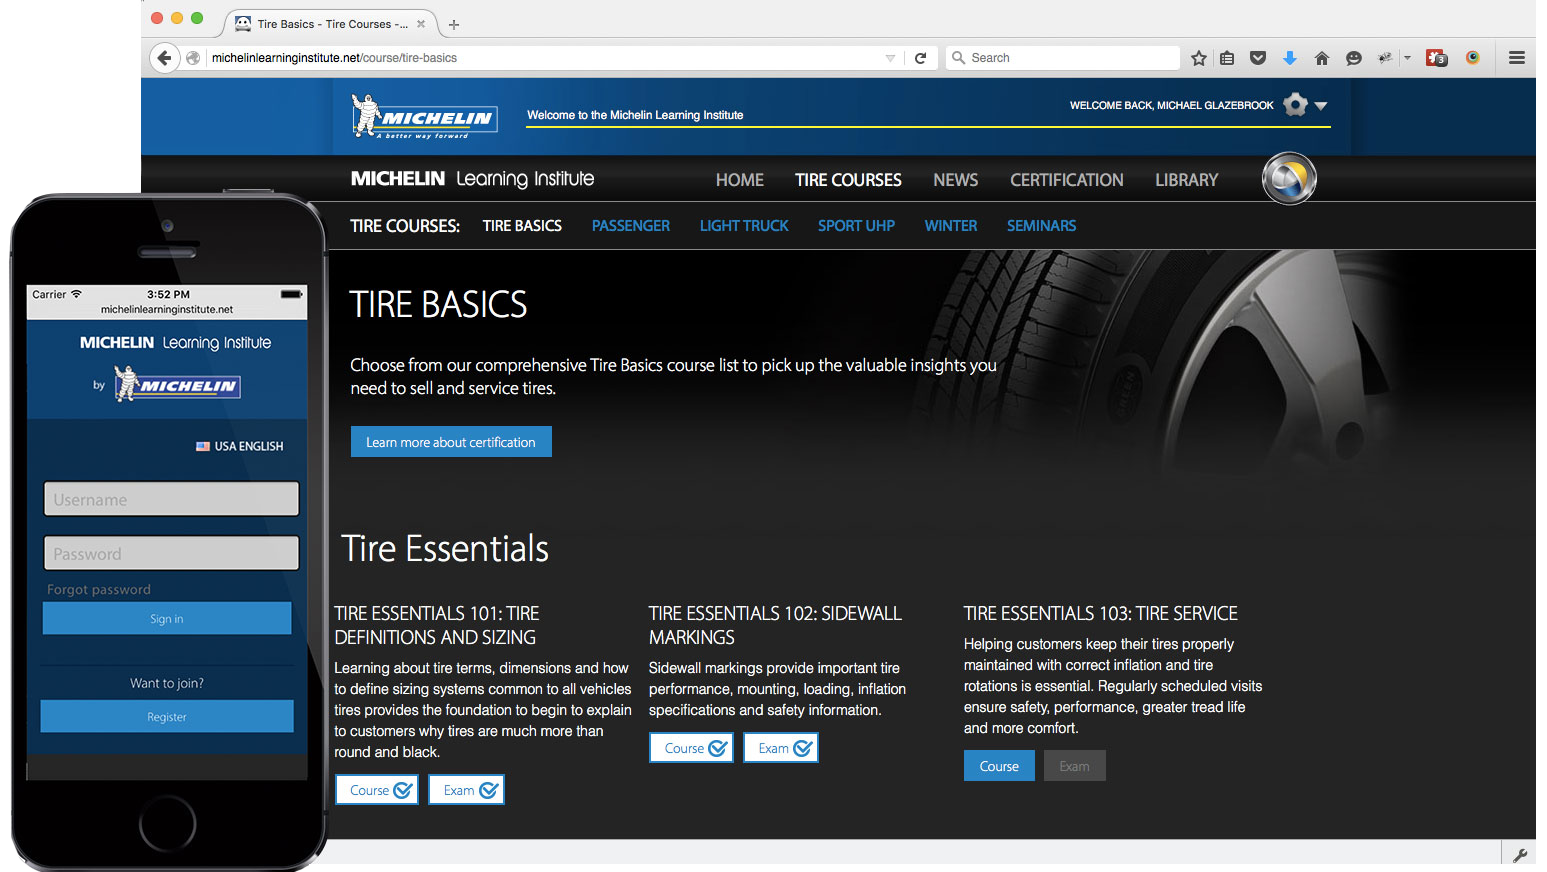 Tire Basics - Tire Courses -...
michelinlearninginstitute.net/course/tire-basics
Search
3
MICHELIN
A better way forward
Welcome to the Michelin Learning Institute
WELCOME BACK, MICHAEL GLAZEBROOK
MICHELIN Learning Institute
HOME
TIRE COURSES
NEWS
CERTIFICATION
LIBRARY
TIRE COURSES:
TIRE BASICS
PASSENGER
LIGHT TRUCK
SPORT UHP
WINTER
SEMINARS
TIRE BASICS
Choose from our comprehensive Tire Basics course list to pick up the valuable insights you
need to sell and service tires.
Learn more about certification
Tire Essentials
TIRE ESSENTIALS 101: TIRE
DEFINITIONS AND SIZING
Learning about tire terms, dimensions and how
to define sizing systems common to all vehicles
tires provides the foundation to begin to explain
to customers why tires are much more than
round and black.
Course
Exam
TIRE ESSENTIALS 102: SIDEWALL
MARKINGS
Sidewall markings provide important tire
performance, mounting, loading, inflation
specifications and safety information.
Course
Exam
TIRE ESSENTIALS 103: TIRE SERVICE
Helping customers keep their tires properly
maintained with correct inflation and tire
rotations is essential. Regularly scheduled visits
ensure safety, performance, greater tread life
and more comfort.
Course
Exam
Carrier
3:52 PM
michelinlearninginstitute.net
MICHELIN Learning Institute
by MICHELIN
USA ENGLISH
Username
Password
Forgot password
Sign in
Want to join?
Register